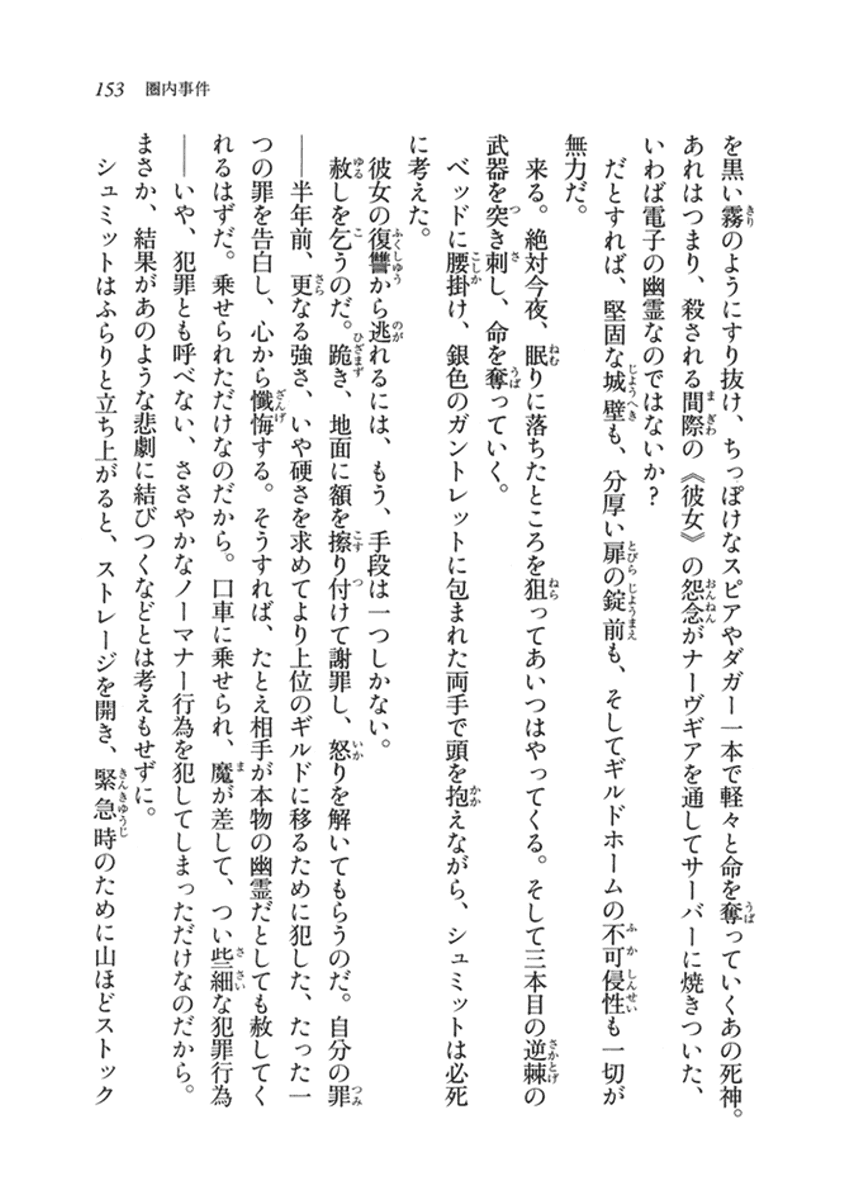 153 圏内事件
を黒い霧のようにすり抜け、ちっぽけなスピアやダガー一本で軽々と命を奪っていくあの死神。
あれはつまり、殺される間際の《彼女》の怨念がナーヴギアを通してサーバーに焼きついた、
いわば電子の幽霊なのではないか？
だとすれば、堅固な城壁も、分厚い扉の錠前も、そしてギルドホームの不可侵性も一切が
無力だ。
来る。絶対今夜、眠りに落ちたところを狙ってあいつはやってくる。そして三本目の逆棘の
武器を突き刺し、命を奪っていく。
ベッドに腰掛け、銀色のガントレットに包まれた両手で頭を抱えながら、シュミットは必死
に考えた。
彼女の復讐から逃れるには、もう、手段は一つしかない。
赦しを乞うのだ。跪き、地面に額を擦り付けて謝罪し、怒りを解いてもらうのだ。自分の罪
――半年前、更なる強さ、いや硬さを求めてより上位のギルドに移るために犯した、たった一
つの罪を告白し、心から懺悔する。そうすれば、たとえ相手が本物の幽霊だとしても赦してく
れるはずだ。乗せられただけなのだから。口車に乗せられ、魔が差して、つい些細な犯罪行為
――いや、犯罪とも呼べない、ささやかなノーマナー行為を犯してしまっただけなのだから。
まさか、結果があのような悲劇に結びつくなどとは考えもせずに。
シュミットはふらりと立ち上がると、ストレージを開き、緊急時のために山ほどストック